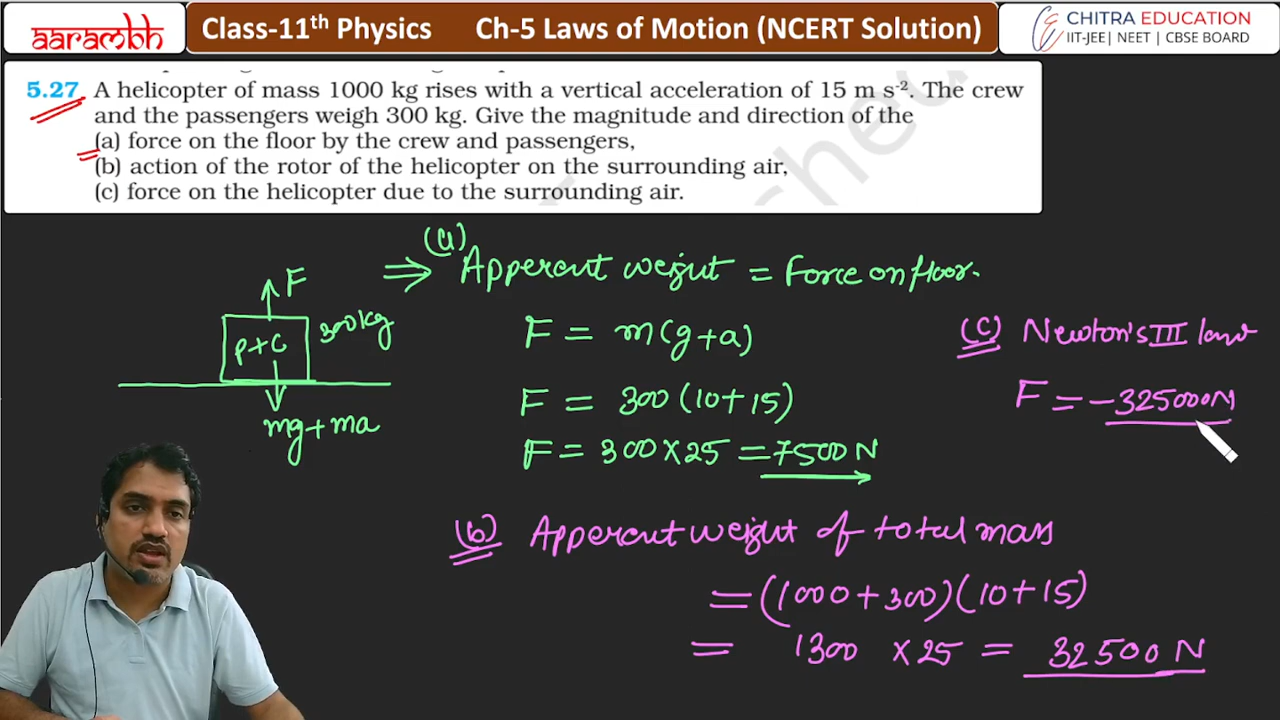 aarambh
Class-11th Physics Ch-5 Laws of Motion (NCERT Solution)
CHITRA EDUCATION
IIT-JEE| NEET | CBSE BOARD
5.27 A helicopter of mass 1000 kg rises with a vertical acceleration of 15 m s-2. The crew
and the passengers weigh 300 kg. Give the magnitude and direction of the
(a) force on the floor by the crew and passengers,
(b) action of the rotor of the helicopter on the surrounding air,
(c) force on the helicopter due to the surrounding air.
F
P+C
300kg
mg+ma
(a)
⇒ Apperent weight = Force on floor.
F = m(g+a)
F = 300 (10+15)
F = 300×25 = 7500 N
(b) Apperent weight of total mass
= (1000+300)(10+15)
= 1300 ×25 = 32500 N
(c) Newton's III law
F = -325000N